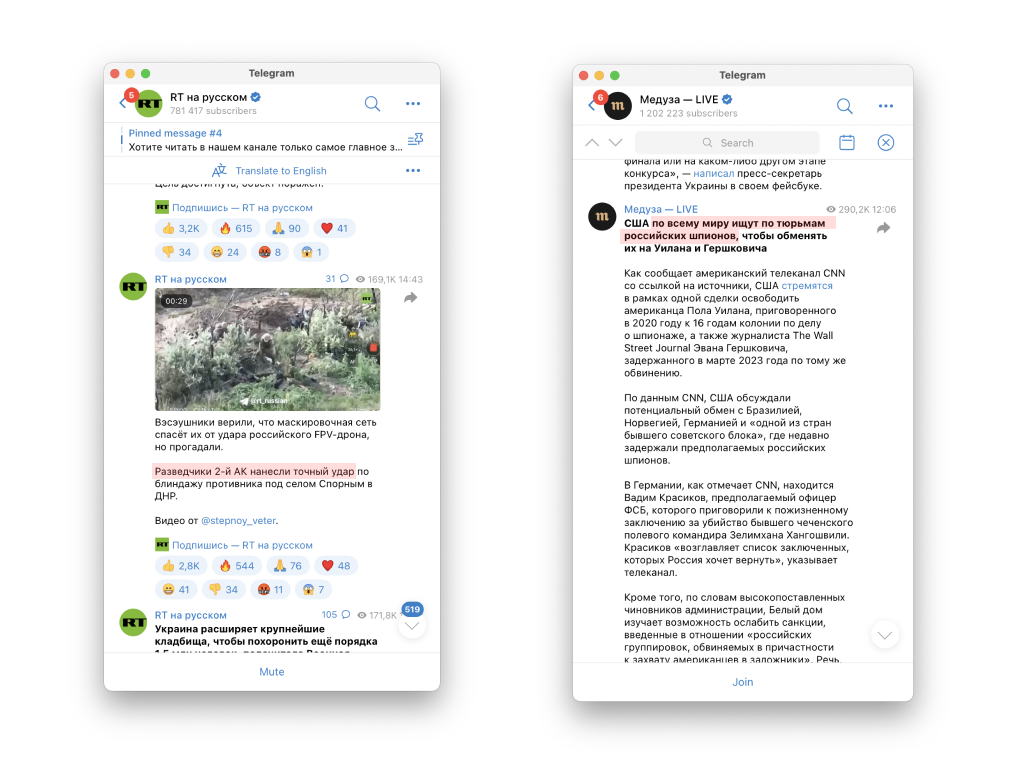 Telegram
5
RT
RT на русском
781 417 subscribers
Pinned message #4
Хотите читать в нашем канале только самое главное з...
Translate to English
Цель достигнута, объект поражён.
RT Подпишись — RT на русском
3,2K 615 90 41
34 24 8 1
RT
RT на русском 31 169,1K 14:43
00:29
RT
@rt_russian
Вэсэушники верили, что маскировочная сеть
спасёт их от удара российского FPV-дрона,
но прогадали.
Разведчики 2-й АК нанесли точный удар по
блиндажу противника под селом Спорным в
ДНР.
Видео от @stepnoy_veter.
RT Подпишись — RT на русском
2,8K 544 76 48
41 34 11 7
RT
RT на русском 105 171,8K
519
Украина расширяет крупнейшие
кладбища, чтобы похоронить ещё порядка
Mute
Telegram
6
m
Медуза — LIVE
1 202 223 subscribers
Search
финала или на каком-либо другом этапе
конкурса», — написал пресс-секретарь
президента Украины в своем фейсбуке.
m
Медуза — LIVE 290,2K 12:06
США по всему миру ищут по тюрьмам
российских шпионов, чтобы обменять
их на Уилана и Гершковича
Как сообщает американский телеканал CNN
со ссылкой на источники, США стремятся
в рамках одной сделки освободить
американца Пола Уилана, приговоренного
в 2020 году к 16 годам колонии по делу
о шпионаже, а также журналиста The Wall
Street Journal Эвана Гершковича,
задержанного в марте 2023 года по тому же
обвинению.
По данным CNN, США обсуждали
потенциальный обмен с Бразилией,
Норвегией, Германией и «одной из стран
бывшего советского блока», где недавно
задержали предполагаемых российских
шпионов.
В Германии, как отмечает CNN, находится
Вадим Красиков, предполагаемый офицер
ФСБ, которого приговорили к пожизненному
заключению за убийство бывшего чеченского
полевого командира Зелимхана Хангошвили.
Красиков «возглавляет список заключенных,
которых Россия хочет вернуть», указывает
телеканал.
Кроме того, по словам высокопоставленных
чиновников администрации, Белый дом
изучает возможность ослабить санкции,
введенные в отношении «российских
группировок, обвиняемых в причастности
к захвату американцев в заложники». Речь,
Join